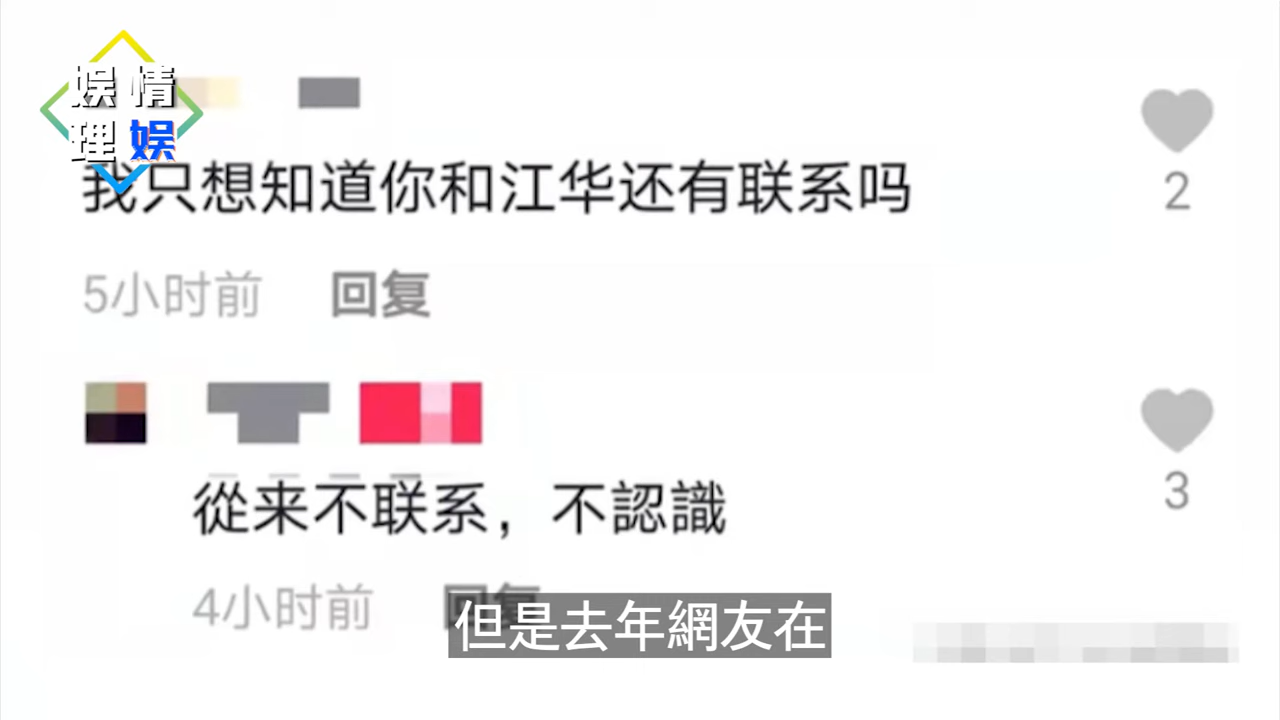 娱情
理娱
我只想知道你和江华还有联系吗
2
5小时前 回复
從来不联系，不認識
3
4小时前 回复
但是去年網友在